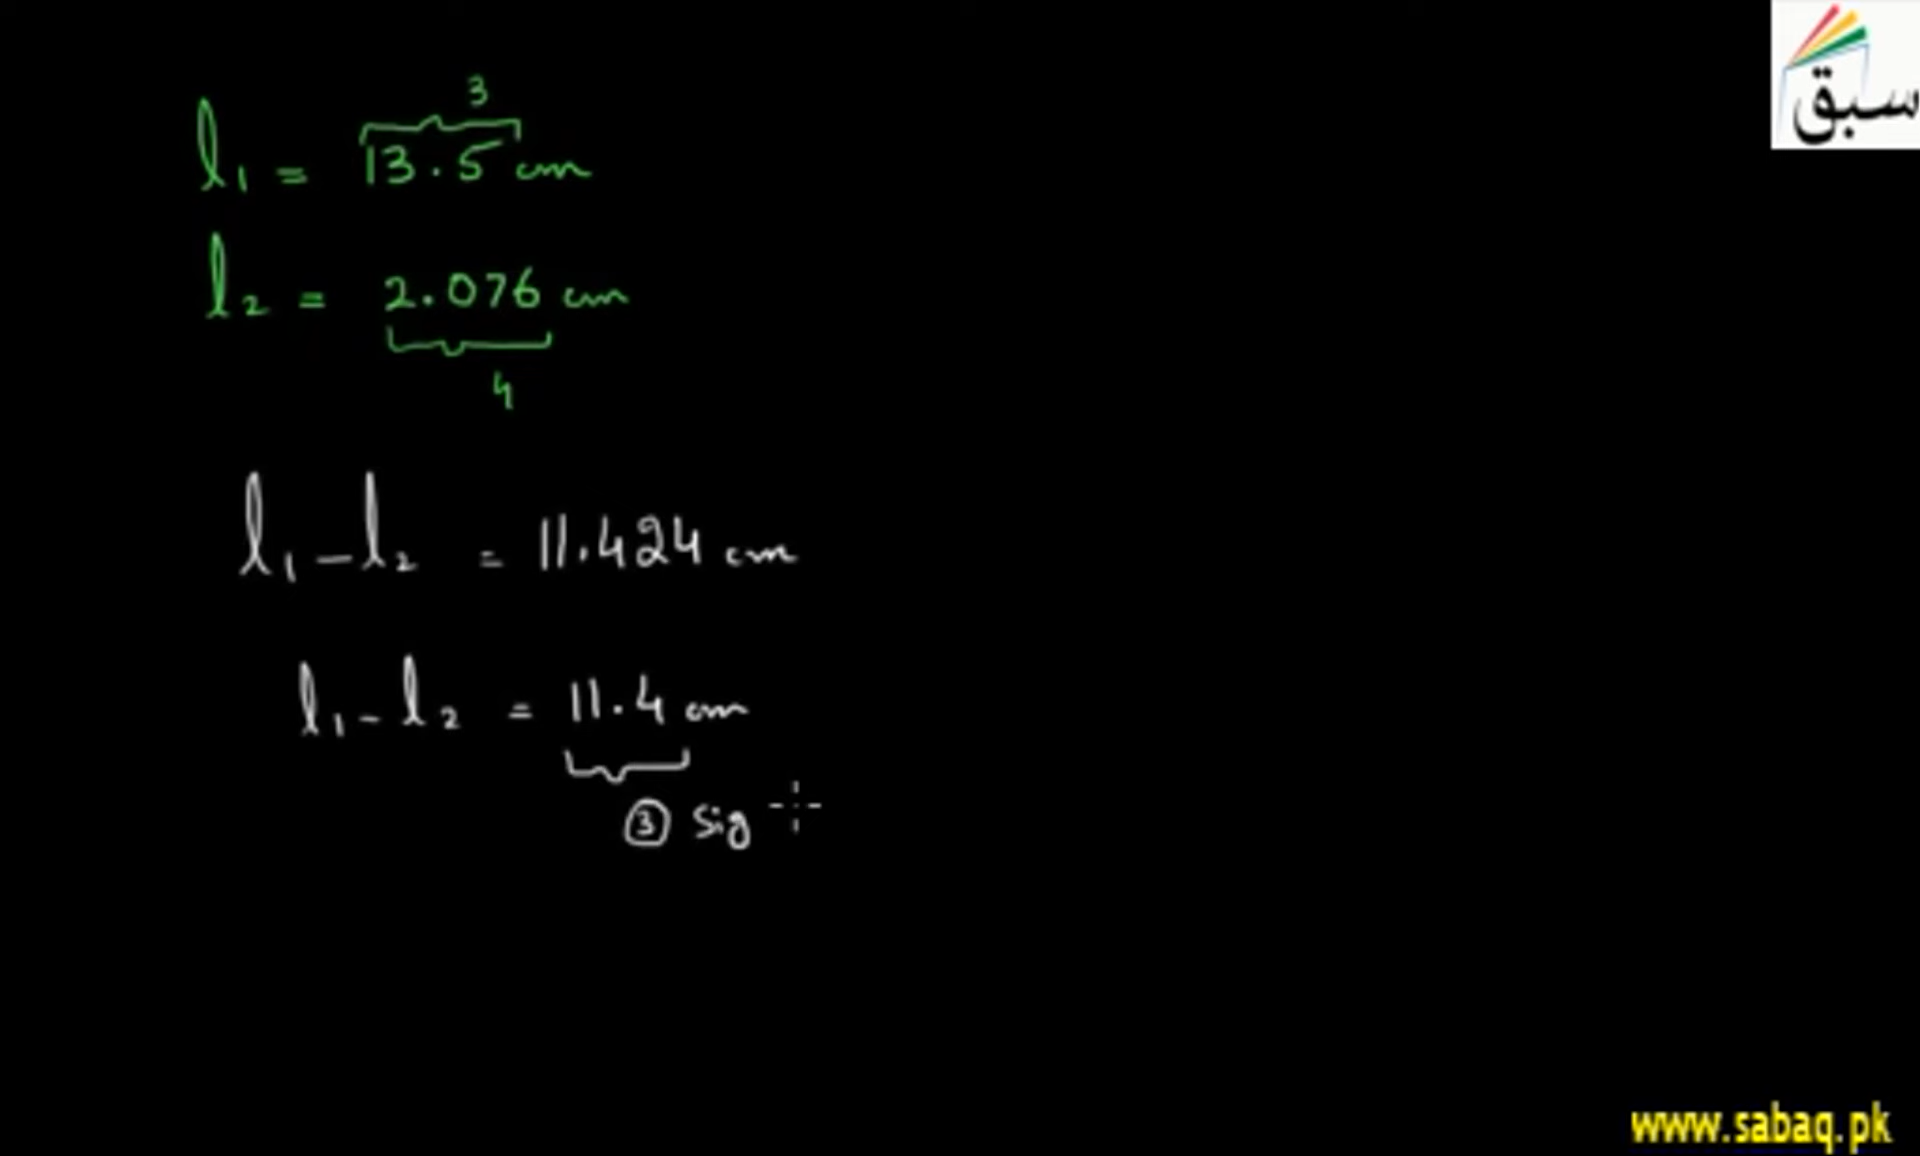 سبق
3
l₁ = 13.5 cm
l₂ = 2.076 cm
4
l₁ - l₂ = 11.424 cm
l₁ - l₂ = 11.4 cm
③ Sig
www.sabaq.pk